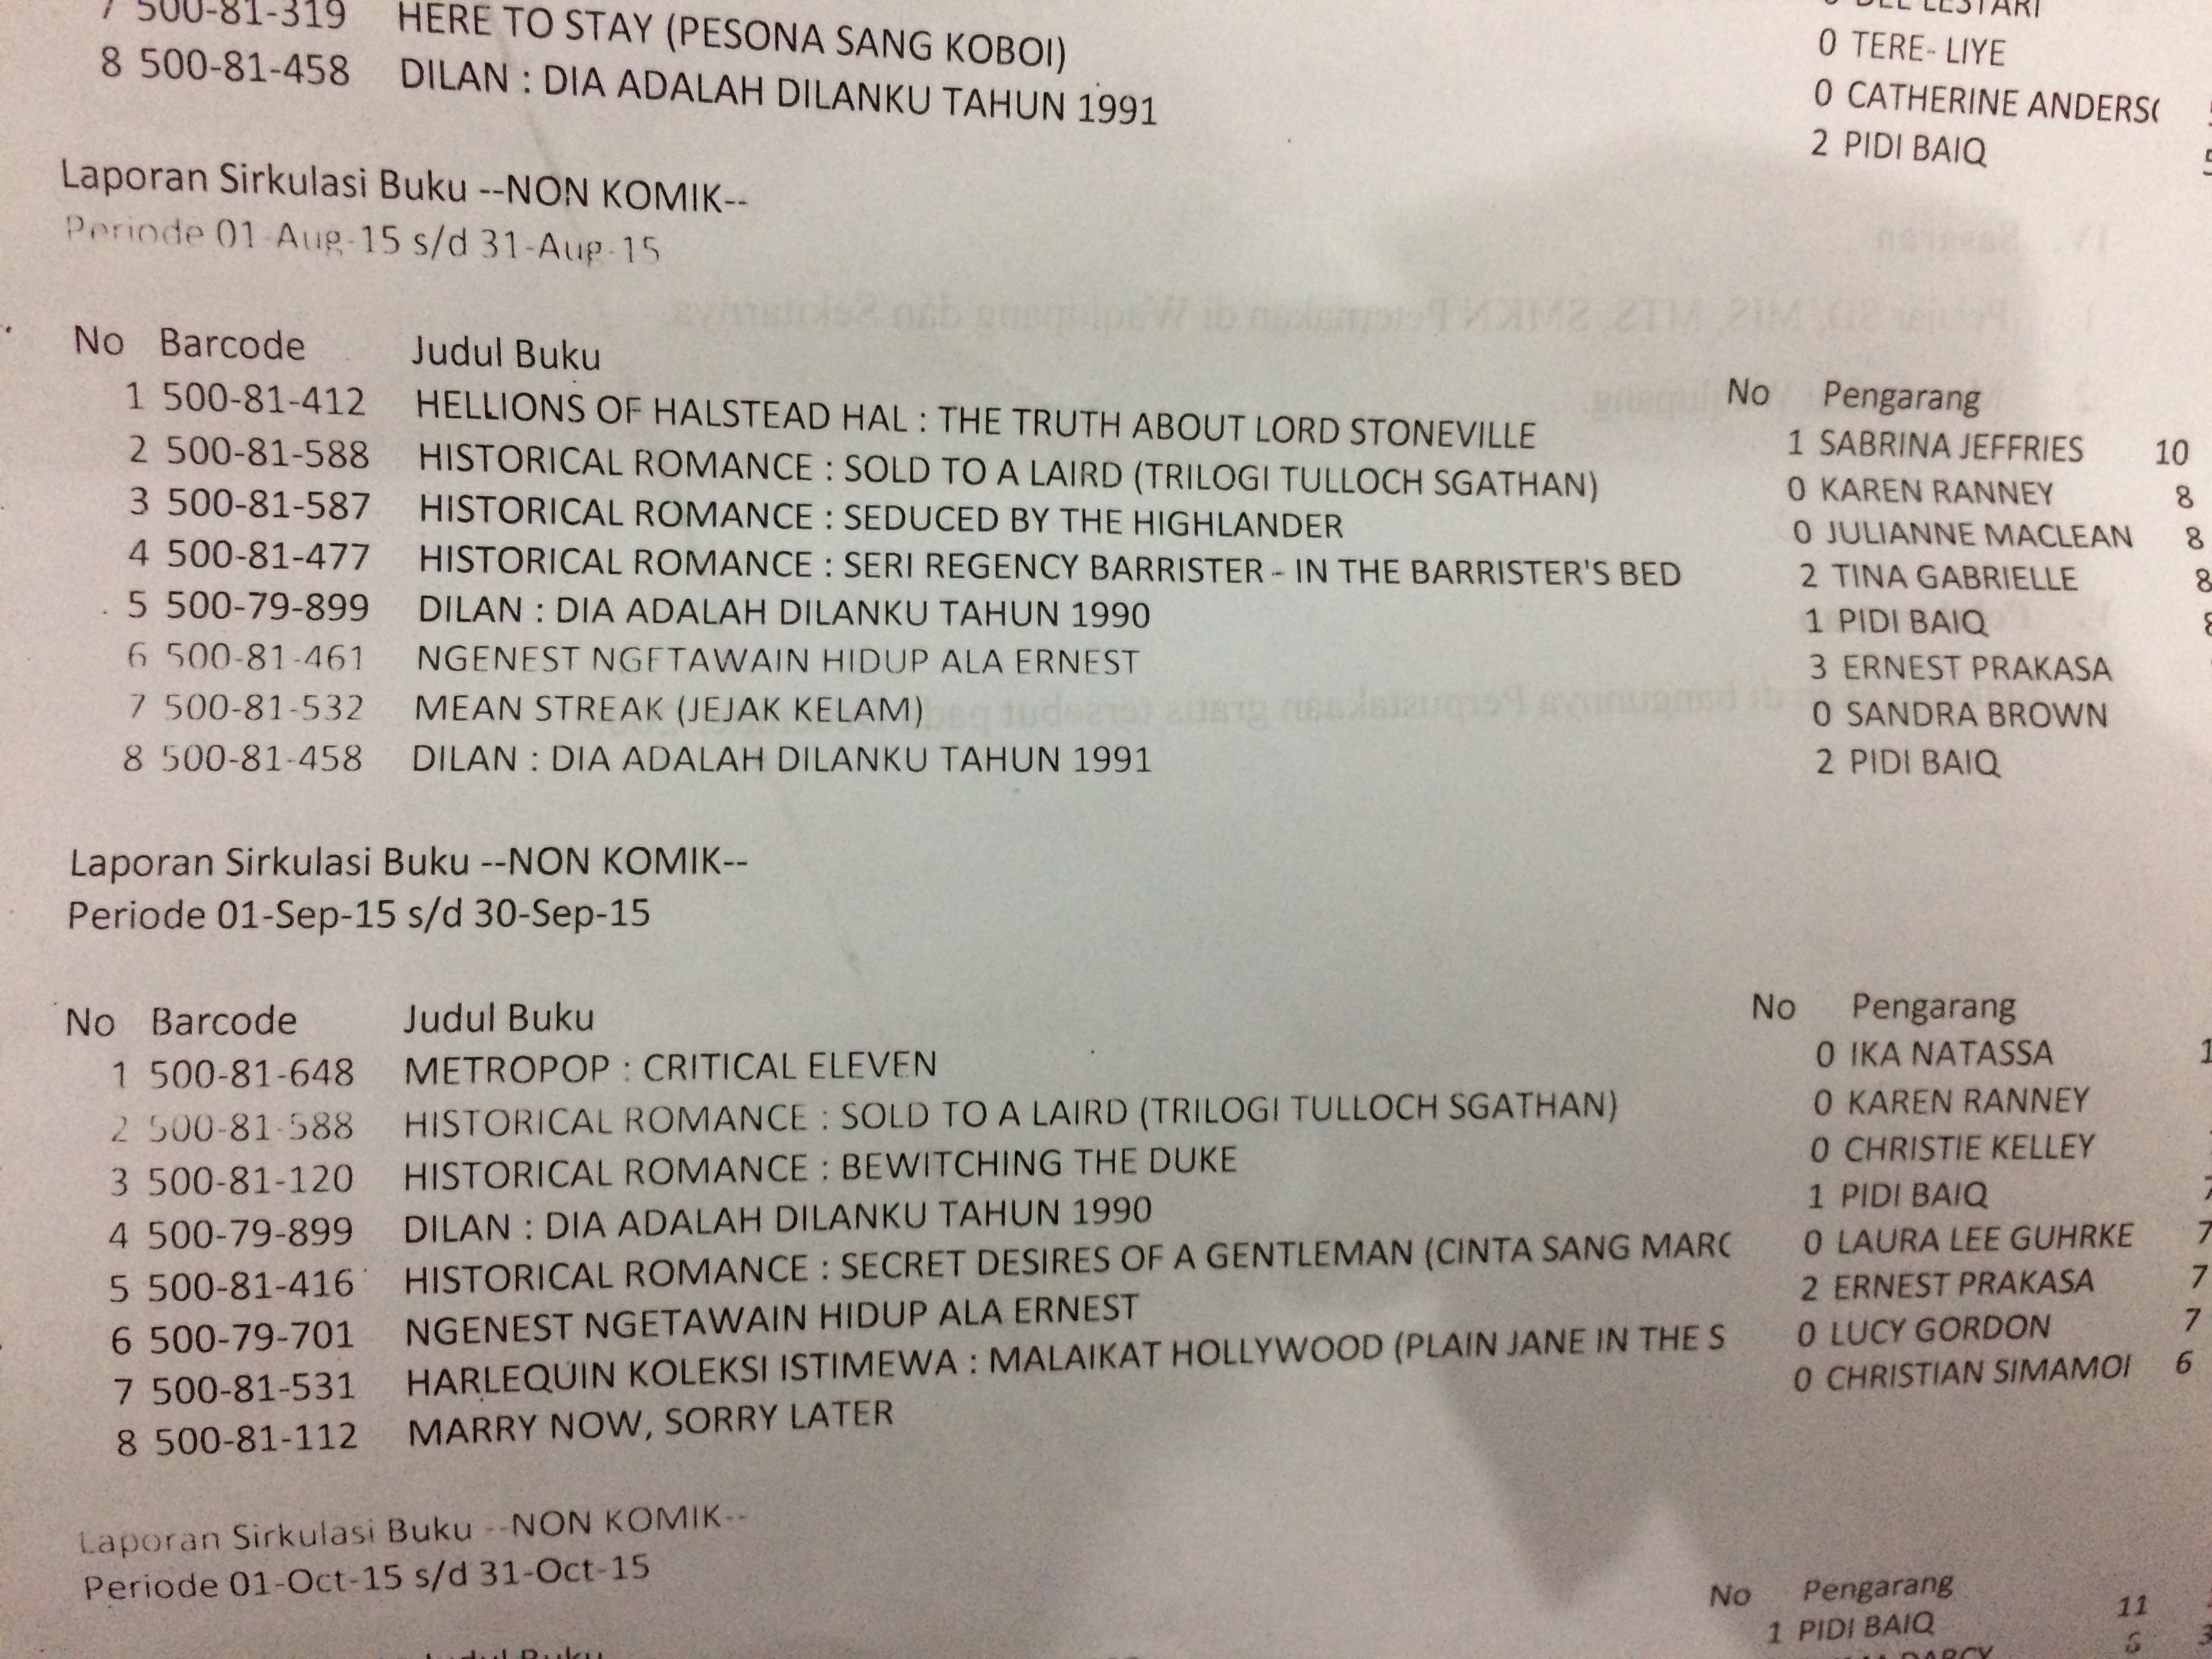 7 500-81-319 HERE TO STAY (PESONA SANG KOBOI) 0 TERE- LIYE
8 500-81-458 DILAN : DIA ADALAH DILANKU TAHUN 1991 0 CATHERINE ANDERS
2 PIDI BAIQ
Laporan Sirkulasi Buku --NON KOMIK--
Periode 01-Aug-15 s/d 31-Aug-15
No Barcode Judul Buku No Pengarang
1 500-81-412 HELLIONS OF HALSTEAD HAL : THE TRUTH ABOUT LORD STONEVILLE 1 SABRINA JEFFRIES 10
2 500-81-588 HISTORICAL ROMANCE : SOLD TO A LAIRD (TRILOGI TULLOCH SGATHAN) 0 KAREN RANNEY 8
3 500-81-587 HISTORICAL ROMANCE : SEDUCED BY THE HIGHLANDER 0 JULIANNE MACLEAN 8
4 500-81-477 HISTORICAL ROMANCE : SERI REGENCY BARRISTER - IN THE BARRISTER'S BED 2 TINA GABRIELLE 8
5 500-79-899 DILAN : DIA ADALAH DILANKU TAHUN 1990 1 PIDI BAIQ
6 500-81-461 NGENEST NGETAWAIN HIDUP ALA ERNEST 3 ERNEST PRAKASA
7 500-81-532 MEAN STREAK (JEJAK KELAM) 0 SANDRA BROWN
8 500-81-458 DILAN : DIA ADALAH DILANKU TAHUN 1991 2 PIDI BAIQ
Laporan Sirkulasi Buku --NON KOMIK--
Periode 01-Sep-15 s/d 30-Sep-15
No Barcode Judul Buku No Pengarang
1 500-81-648 METROPOP : CRITICAL ELEVEN 0 IKA NATASSA
2 500-81-588 HISTORICAL ROMANCE : SOLD TO A LAIRD (TRILOGI TULLOCH SGATHAN) 0 KAREN RANNEY
3 500-81-120 HISTORICAL ROMANCE : BEWITCHING THE DUKE 0 CHRISTIE KELLEY
4 500-79-899 DILAN : DIA ADALAH DILANKU TAHUN 1990 1 PIDI BAIQ 7
5 500-81-416 HISTORICAL ROMANCE : SECRET DESIRES OF A GENTLEMAN (CINTA SANG MARC 0 LAURA LEE GUHRKE 7
6 500-79-701 NGENEST NGETAWAIN HIDUP ALA ERNEST 2 ERNEST PRAKASA 7
7 500-81-531 HARLEQUIN KOLEKSI ISTIMEWA : MALAIKAT HOLLYWOOD (PLAIN JANE IN THE S 0 LUCY GORDON 7
8 500-81-112 MARRY NOW, SORRY LATER 0 CHRISTIAN SIMAMOI 6
Laporan Sirkulasi Buku --NON KOMIK--
Periode 01-Oct-15 s/d 31-Oct-15
No Pengarang
Judul Buku 1 PIDI BAIQ 11